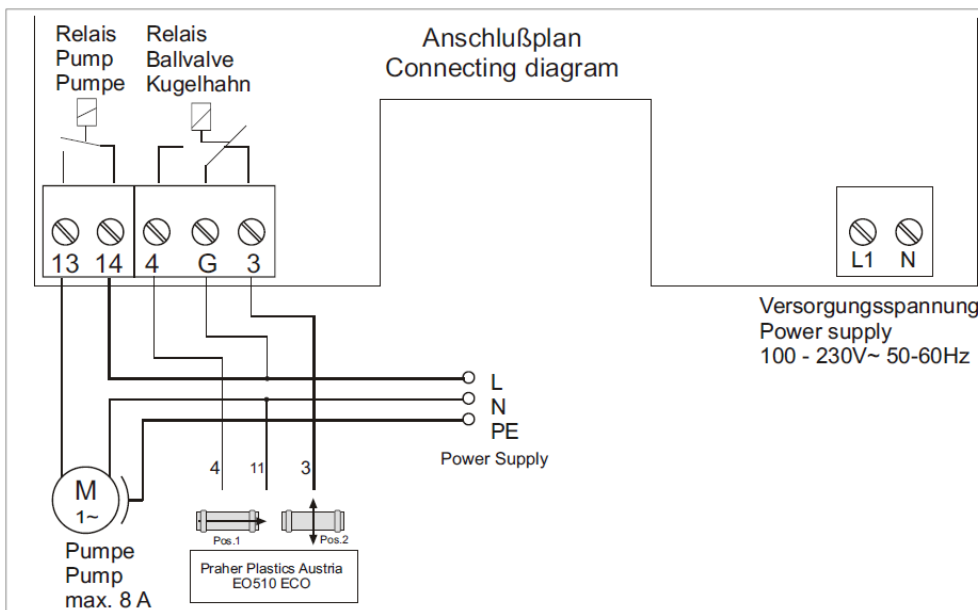 Anschlußplan
Connecting diagram
Relais
Pump
Pumpe
Relais
Ballvalve
Kugelhahn
13
14
4
G
3
L1
N
Versorgungsspannung
Power supply
100 - 230V~ 50-60Hz
L
N
PE
Power Supply
4
11
3
M
1~
Pos.1
Pos.2
Pumpe
Pump
max. 8 A
Praher Plastics Austria
EO510 ECO